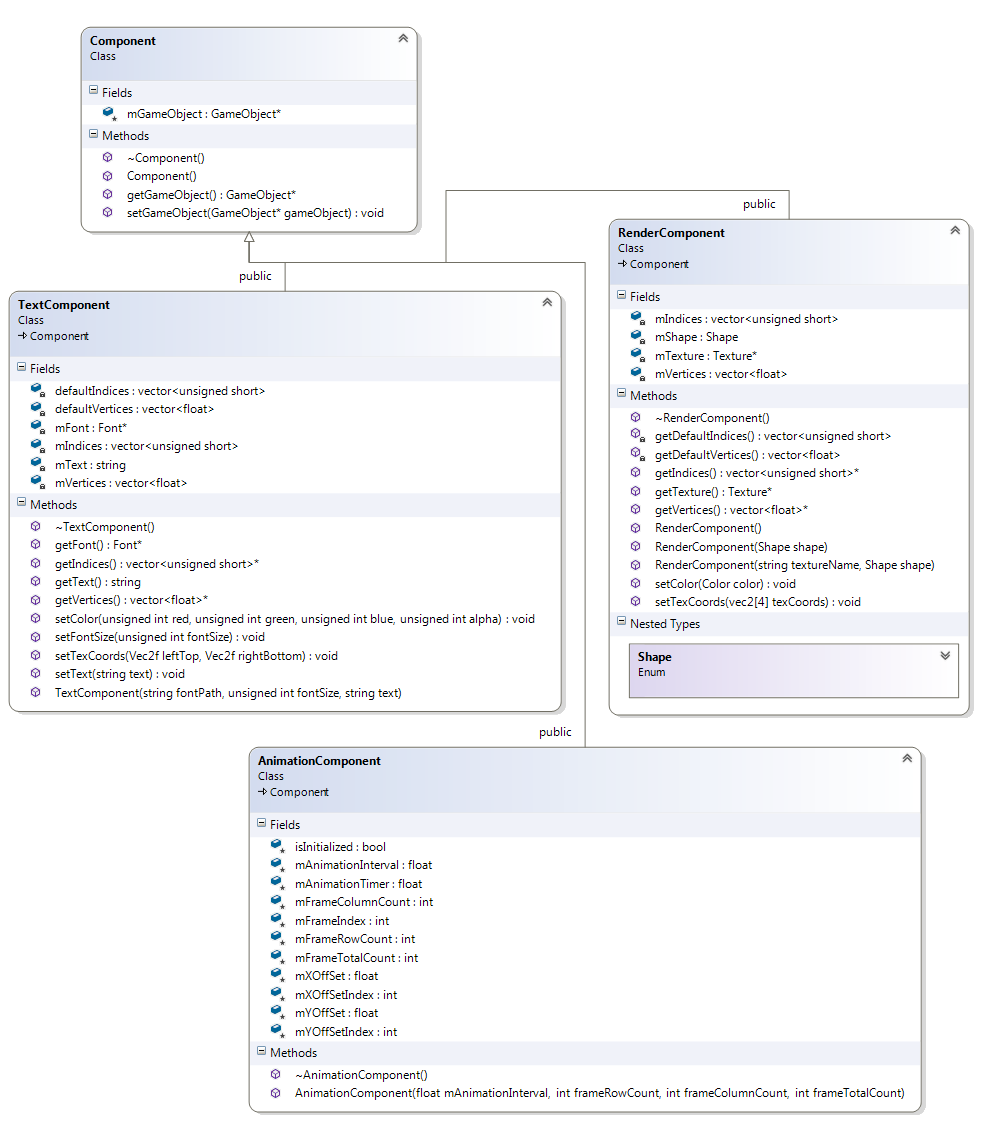 Component
Class
Fields
mGameObject : GameObject*
Methods
~Component()
Component()
getGameObject() : GameObject*
setGameObject(GameObject* gameObject) : void
public
TextComponent
Class
Component
Fields
defaultIndices : vector<unsigned short>
defaultVertices : vector<float>
mFont : Font*
mIndices : vector<unsigned short>
mText : string
mVertices : vector<float>
Methods
~TextComponent()
getFont() : Font*
getIndices() : vector<unsigned short>*
getText() : string
getVertices() : vector<float>*
setColor(unsigned int red, unsigned int green, unsigned int blue, unsigned int alpha) : void
setFontSize(unsigned int fontSize) : void
setTexCoords(Vec2f leftTop, Vec2f rightBottom) : void
setText(string text) : void
TextComponent(string fontPath, unsigned int fontSize, string text)
public
RenderComponent
Class
Component
Fields
mIndices : vector<unsigned short>
mShape : Shape
mTexture : Texture*
mVertices : vector<float>
Methods
~RenderComponent()
getDefaultIndices() : vector<unsigned short>
getDefaultVertices() : vector<float>
getIndices() : vector<unsigned short>*
getTexture() : Texture*
getVertices() : vector<float>*
RenderComponent()
RenderComponent(Shape shape)
RenderComponent(string textureName, Shape shape)
setColor(Color color) : void
setTexCoords(vec2[4] texCoords) : void
Nested Types
Shape
Enum
public
AnimationComponent
Class
Component
Fields
isInitialized : bool
mAnimationInterval : float
mAnimationTimer : float
mFrameColumnCount : int
mFrameIndex : int
mFrameRowCount : int
mFrameTotalCount : int
mXOffSet : float
mXOffSetIndex : int
mYOffSet : float
mYOffSetIndex : int
Methods
~AnimationComponent()
AnimationComponent(float mAnimationInterval, int frameRowCount, int frameColumnCount, int frameTotalCount)